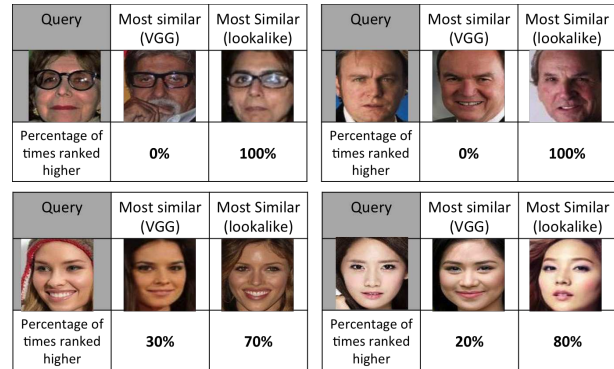 Query
Most similar
(VGG)
Most Similar
(lookalike)
Percentage of
times ranked
higher
0%
100%
Query
Most similar
(VGG)
Most Similar
(lookalike)
Percentage of
times ranked
higher
0%
100%
Query
Most similar
(VGG)
Most Similar
(lookalike)
Percentage of
times ranked
higher
30%
70%
Query
Most similar
(VGG)
Most Similar
(lookalike)
Percentage of
times ranked
higher
20%
80%